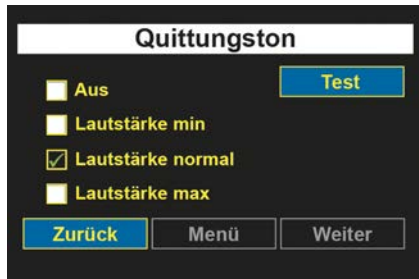 Quittungston
Aus
Test
Lautstärke min
Lautstärke normal
Lautstärke max
Zurück
Menü
Weiter